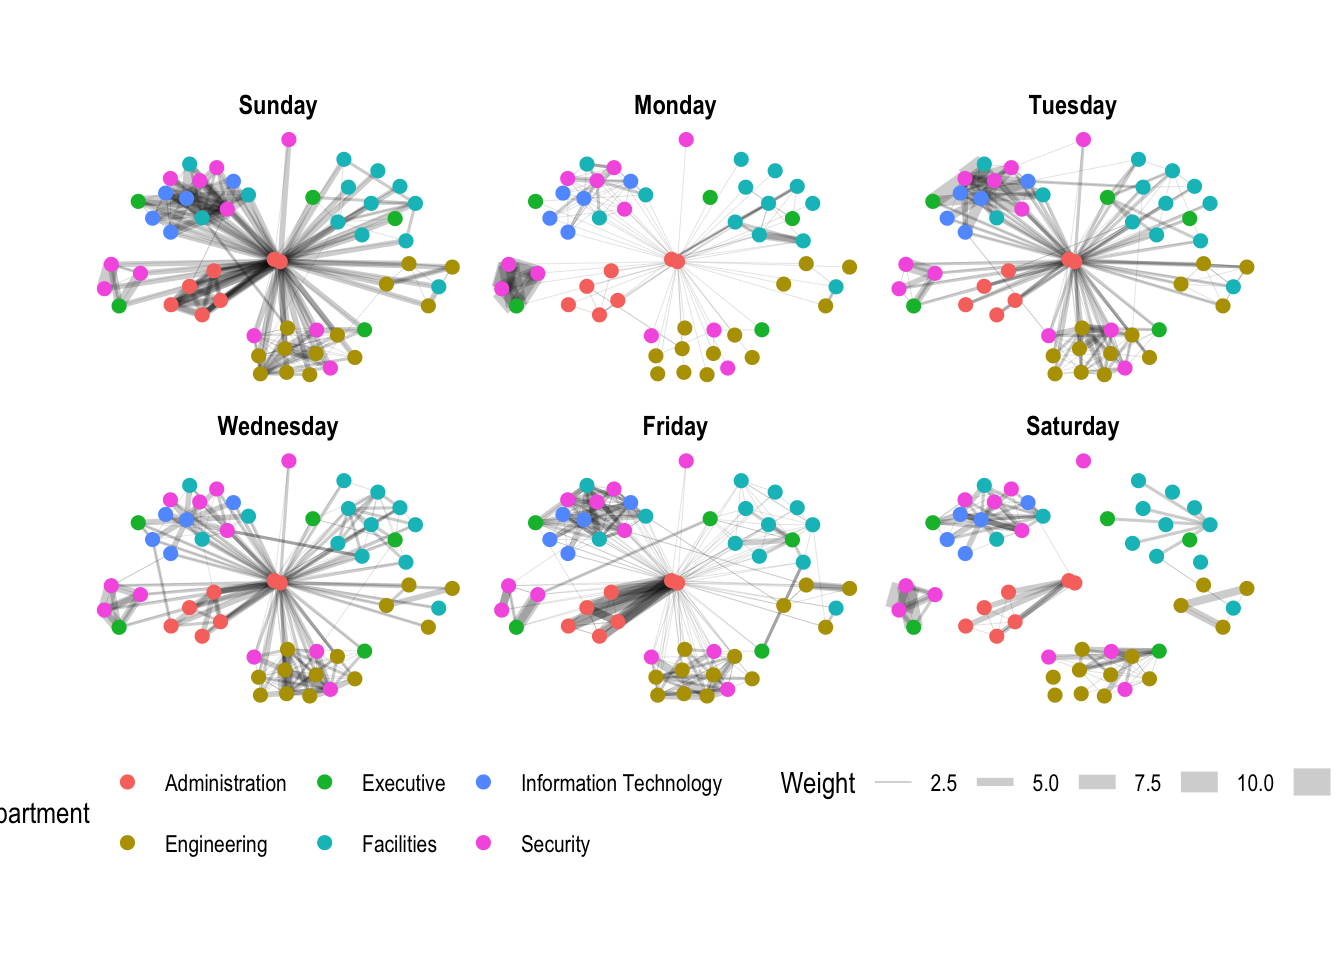 Sunday
Monday
Tuesday
Wednesday
Friday
Saturday
partment
Administration
Executive
Information Technology
Engineering
Facilities
Security
Weight
2.5
5.0
7.5
10.0